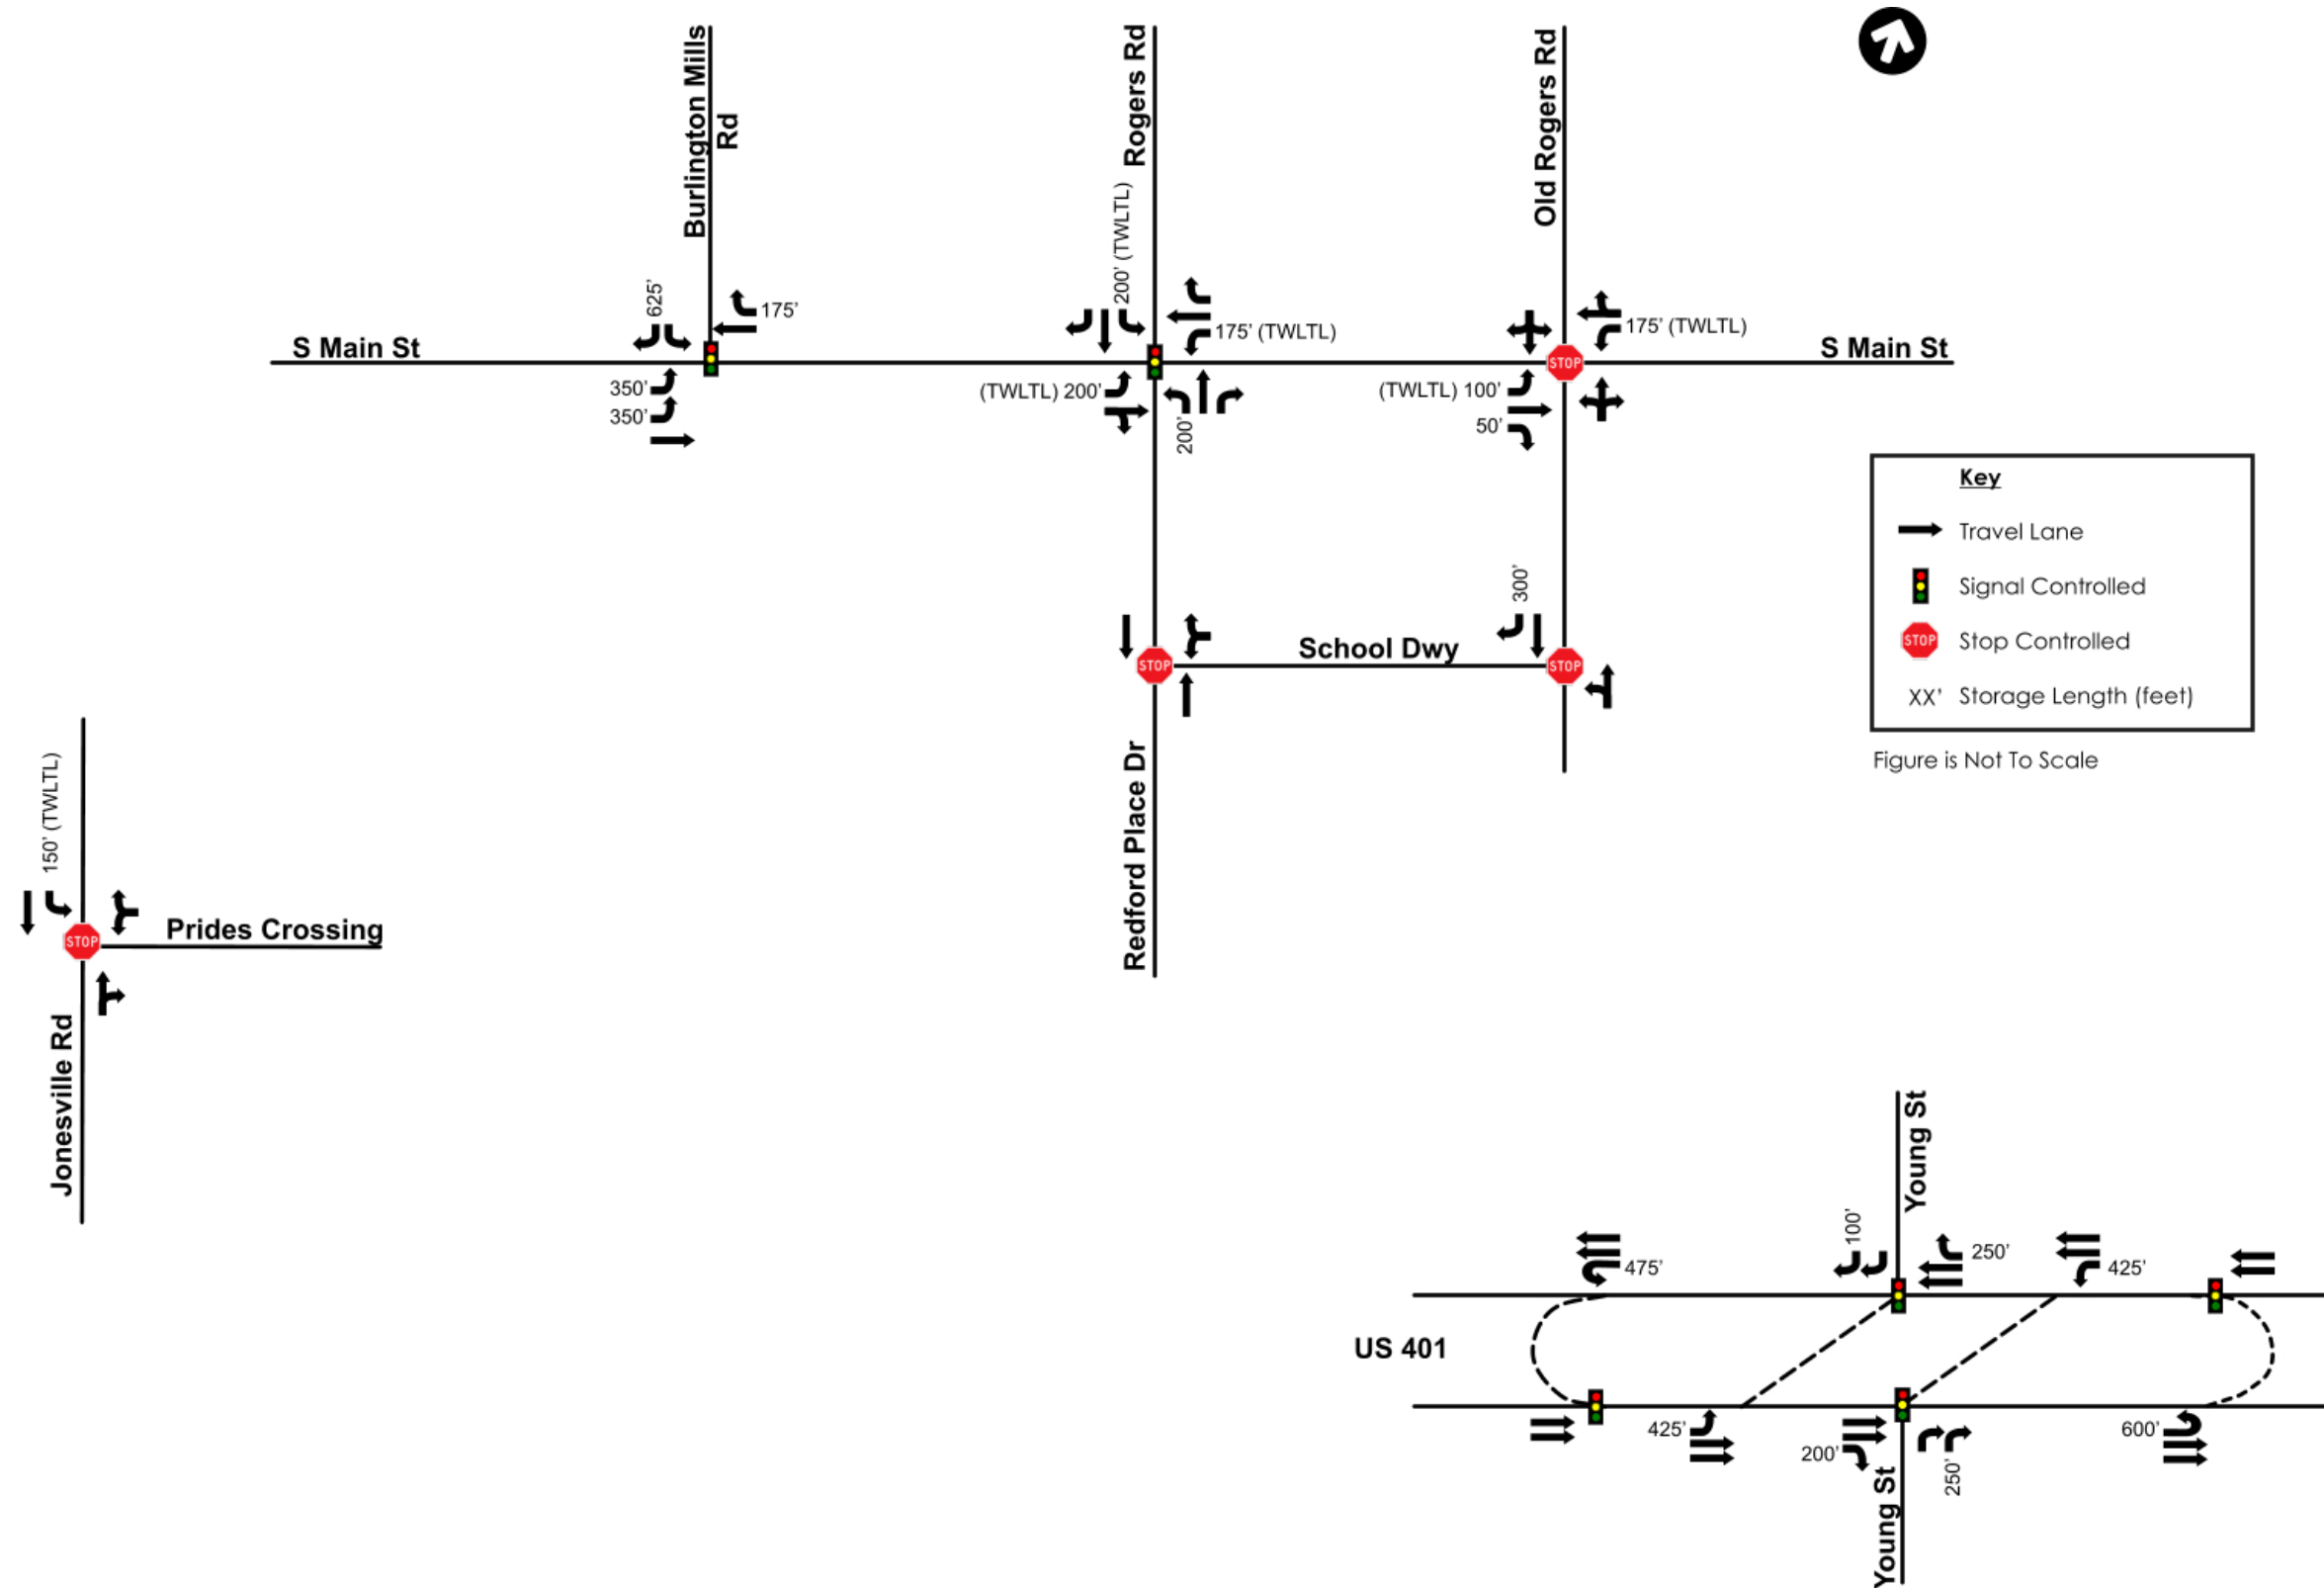 Burlington Mills
Rd
Rogers Rd
Old Rogers Rd
625'
175'
200' (TWLTL)
175' (TWLTL)
175' (TWLTL)
S Main St
STOP
S Main St
350'
350'
(TWLTL) 200'
200'
(TWLTL) 100'
50'
Key
Travel Lane
Signal Controlled
STOP
Stop Controlled
XX' Storage Length (feet)
Figure is Not To Scale
300'
School Dwy
STOP
STOP
Redford Place Dr
150' (TWLTL)
STOP
Prides Crossing
Jonesville Rd
Young St
475'
100'
250'
425'
US 401
425'
200'
250'
600'
Young St